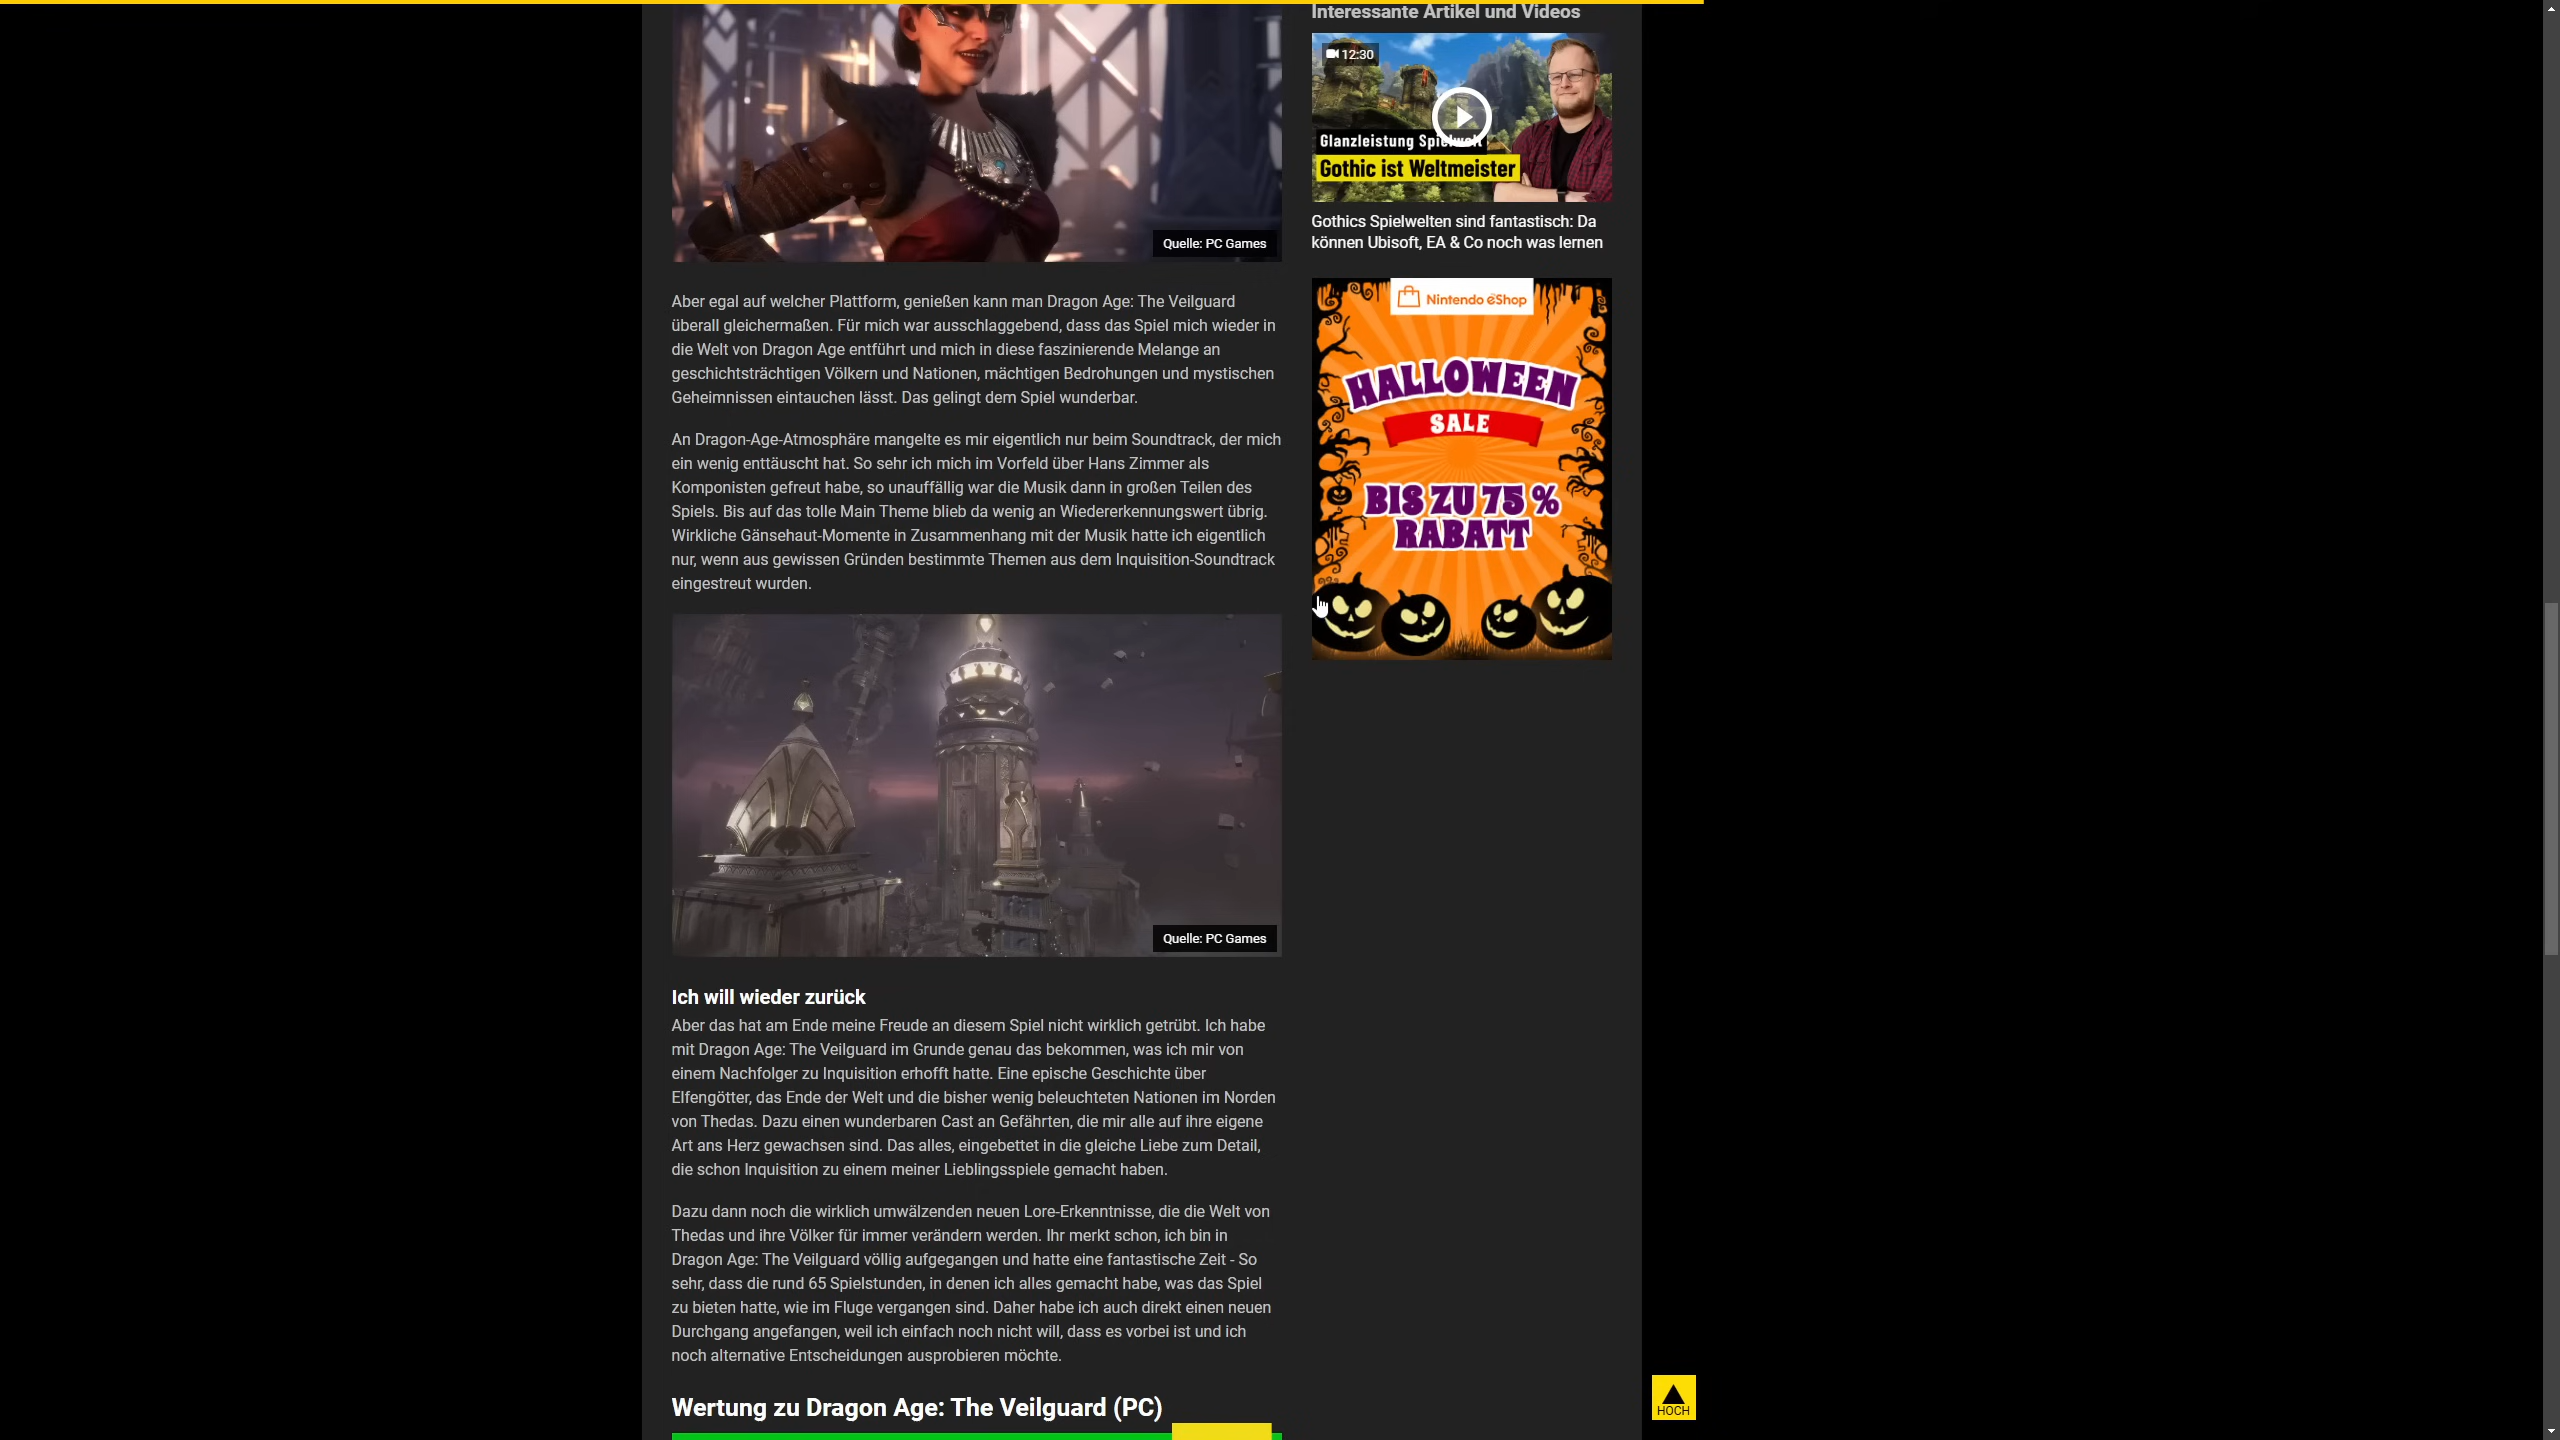 Quelle: PC Games
Aber egal auf welcher Plattform, genießen kann man Dragon Age: The Veilguard
überall gleichermaßen. Für mich war ausschlaggebend, dass das Spiel mich wieder in
die Welt von Dragon Age entführt und mich in diese faszinierende Melange an
geschichtsträchtigen Völkern und Nationen, mächtigen Bedrohungen und mystischen
Geheimnissen eintauchen lässt. Das gelingt dem Spiel wunderbar.
An Dragon-Age-Atmosphäre mangelte es mir eigentlich nur beim Soundtrack, der mich
ein wenig enttäuscht hat. So sehr ich mich im Vorfeld über Hans Zimmer als
Komponisten gefreut habe, so unauffällig war die Musik dann in großen Teilen des
Spiels. Bis auf das tolle Main Theme blieb da wenig an Wiedererkennungswert übrig.
Wirkliche Gänsehaut-Momente in Zusammenhang mit der Musik hatte ich eigentlich
nur, wenn aus gewissen Gründen bestimmte Themen aus dem Inquisition-Soundtrack
eingestreut wurden.
Quelle: PC Games
Ich will wieder zurück
Aber das hat am Ende meine Freude an diesem Spiel nicht wirklich getrübt. Ich habe
mit Dragon Age: The Veilguard im Grunde genau das bekommen, was ich mir von
einem Nachfolger zu Inquisition erhofft hatte. Eine epische Geschichte über
Elfengötter, das Ende der Welt und die bisher wenig beleuchteten Nationen im Norden
von Thedas. Dazu einen wunderbaren Cast an Gefährten, die mir alle auf ihre eigene
Art ans Herz gewachsen sind. Das alles, eingebettet in die gleiche Liebe zum Detail,
die schon Inquisition zu einem meiner Lieblingsspiele gemacht haben.
Dazu dann noch die wirklich umwälzenden neuen Lore-Erkenntnisse, die die Welt von
Thedas und ihre Völker für immer verändern werden. Ihr merkt schon, ich bin in
Dragon Age: The Veilguard völlig aufgegangen und hatte eine fantastische Zeit - So
sehr, dass die rund 65 Spielstunden, in denen ich alles gemacht habe, was das Spiel
zu bieten hatte, wie im Fluge vergangen sind. Daher habe ich auch direkt einen neuen
Durchgang angefangen, weil ich einfach noch nicht will, dass es vorbei ist und ich
noch alternative Entscheidungen ausprobieren möchte.
Wertung zu Dragon Age: The Veilguard (PC)
Interessante Artikel und Videos
12:30
Glanzleistung Spielwelt
Gothic ist Weltmeister
Gothics Spielwelten sind fantastisch: Da
können Ubisoft, EA & Co noch was lernen
Nintendo eShop
HALLOWEEN
SALE
BIS ZU 75 %
RABATT
HOCH